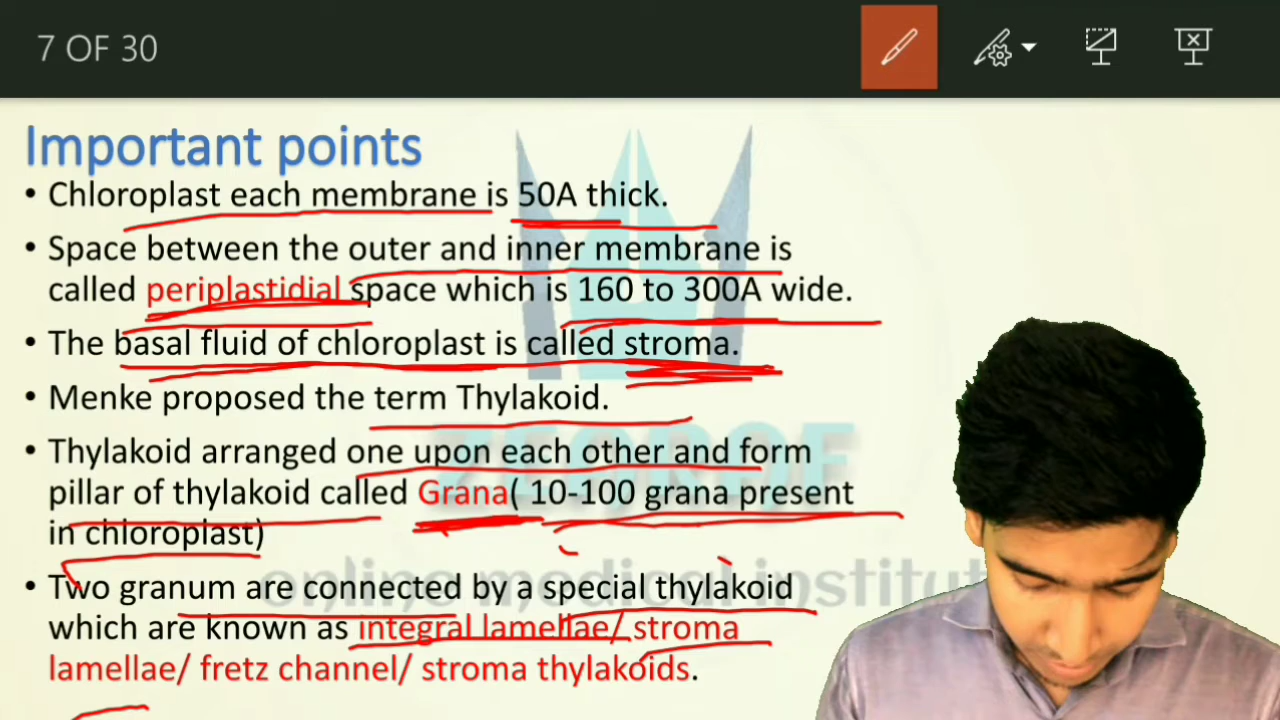 7 OF 30
Important points
• Chloroplast each membrane is 50A thick.
• Space between the outer and inner membrane is
called periplastidial space which is 160 to 300A wide.
• The basal fluid of chloroplast is called stroma.
• Menke proposed the term Thylakoid.
• Thylakoid arranged one upon each other and form
pillar of thylakoid called Grana( 10-100 grana present
in chloroplast)
• Two granum are connected by a special thylakoid
which are known as integral lamellae/ stroma
lamellae/ fretz channel/ stroma thylakoids.
online medical institut